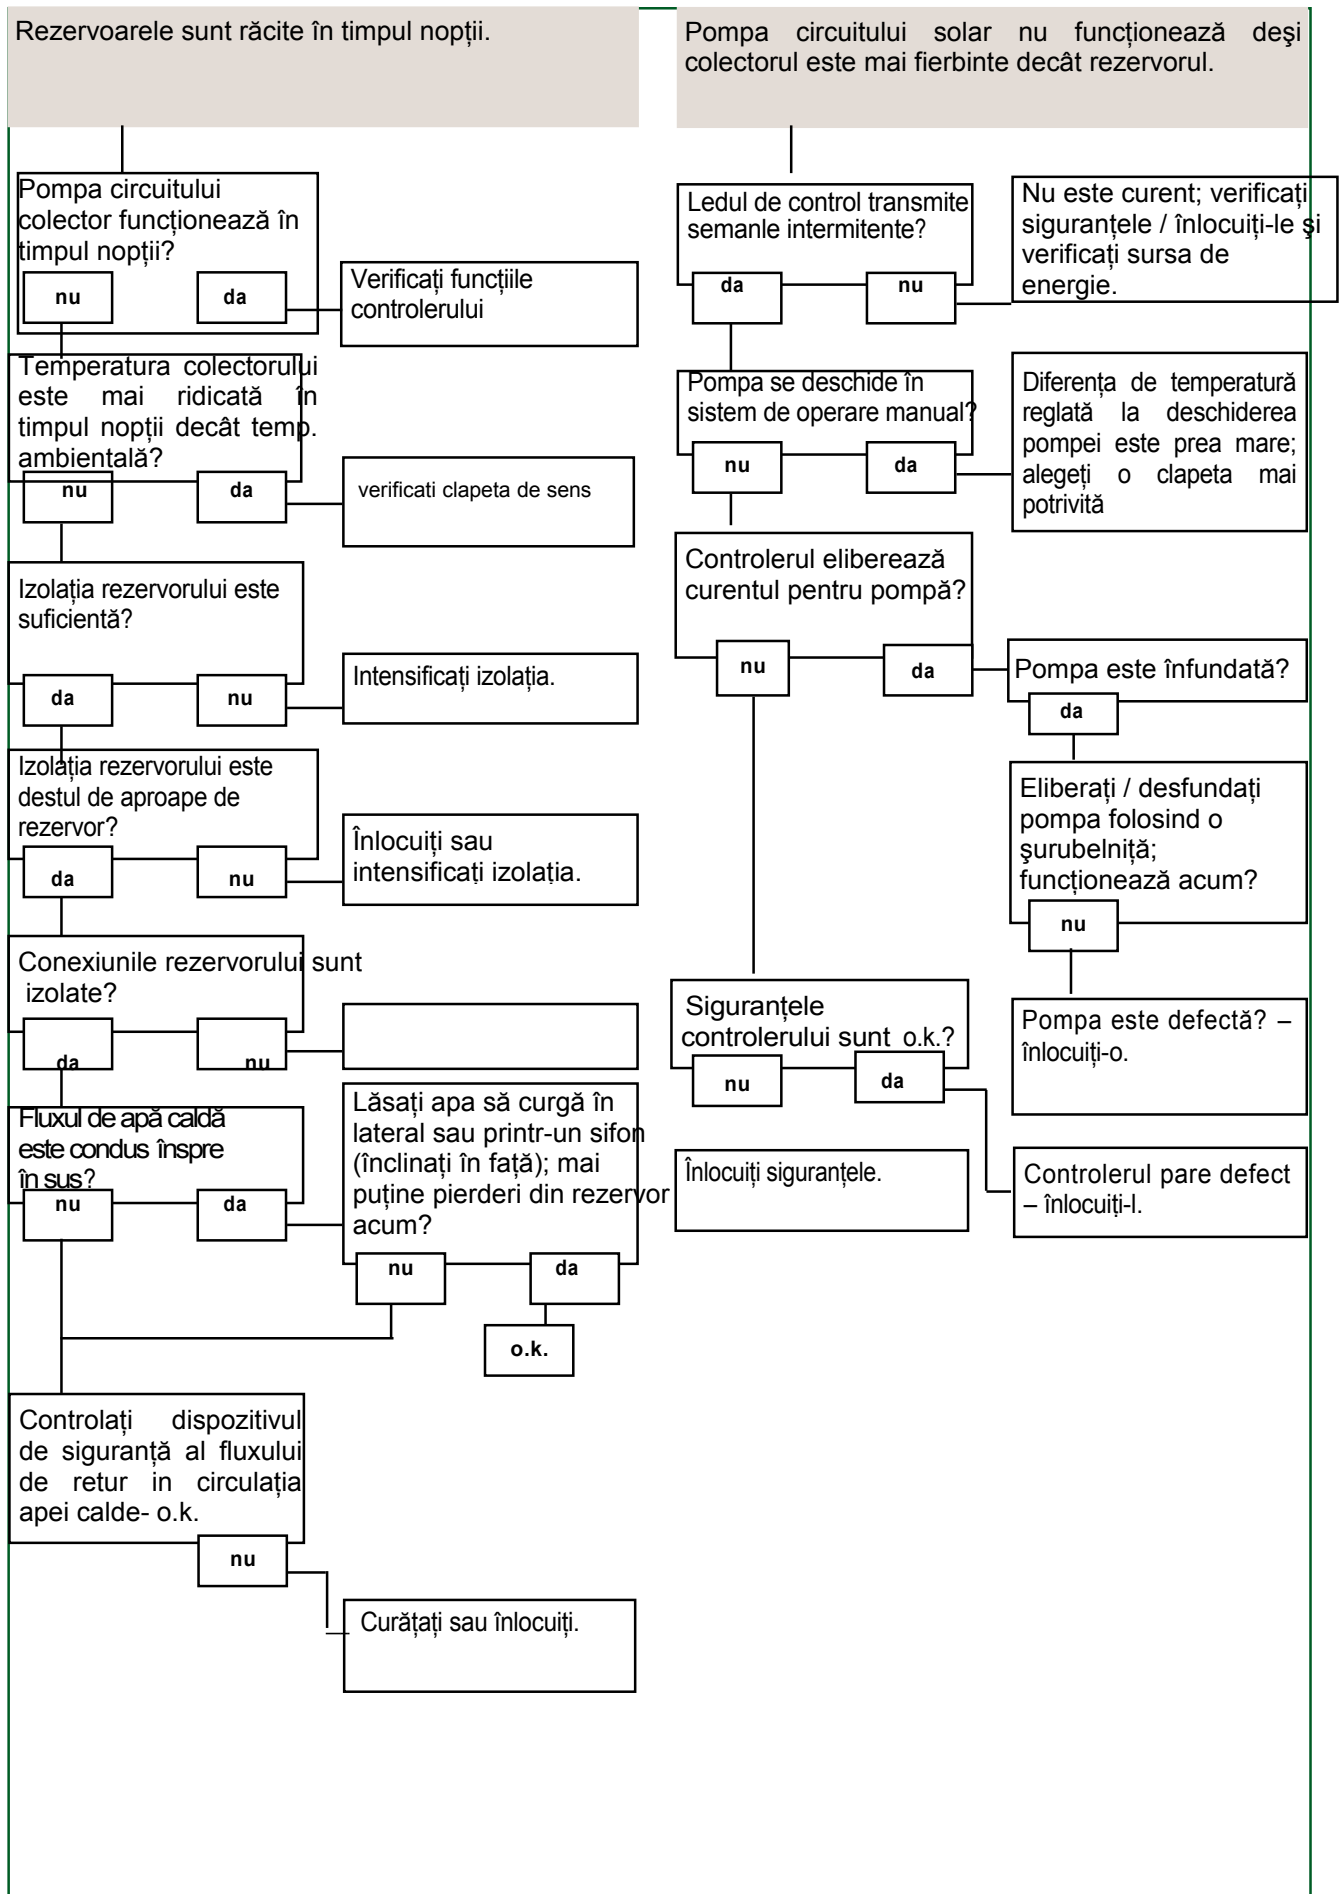 Rezervoarele sunt răcite în timpul nopții.
Pompa circuitului
colector funcționează în
timpul nopții?
nu
da
Verificați funcțiile
controlerului
Temperatura colectorului
este mai ridicată în
timpul nopții decât temp.
ambientală?
nu
da
verificati clapeta de sens
Izolația rezervorului este
suficientă?
da
nu
Intensificați izolația.
Izolația rezervorului este
destul de aproape de
rezervor?
da
nu
Înlocuiți sau
intensificați izolația.
Conexiunile rezervorului sunt
izolate?
da
nu
Fluxul de apă caldă
este condus înspre
în sus?
nu
da
Lăsați apa să curgă în
lateral sau printr-un sifon
(înclinați în față); mai
puține pierderi din rezervor
acum?
nu
da
o.k.
Controlați dispozitivul
de siguranță al fluxului
de retur in circulația
apei calde- o.k.
nu
Curățați sau înlocuiți.
Pompa circuitului solar nu funcționează deşi
colectorul este mai fierbinte decât rezervorul.
Ledul de control transmite
semanle intermitente?
da
nu
Nu este curent; verificați
siguranțele / înlocuiți-le şi
verificați sursa de
energie.
Pompa se deschide în
sistem de operare manual?
nu
da
Diferența de temperatură
reglată la deschiderea
pompei este prea mare;
alegeți o clapeta mai
potrivită
Controlerul eliberează
curentul pentru pompă?
nu
da
Pompa este înfundată?
da
Eliberați / desfundați
pompa folosind o
şurubelniță;
funcționează acum?
nu
Pompa este defectă? –
înlocuiți-o.
Siguranțele
controlerului sunt o.k.?
nu
da
Înlocuiți siguranțele.
Controlerul pare defect
– înlocuiți-l.